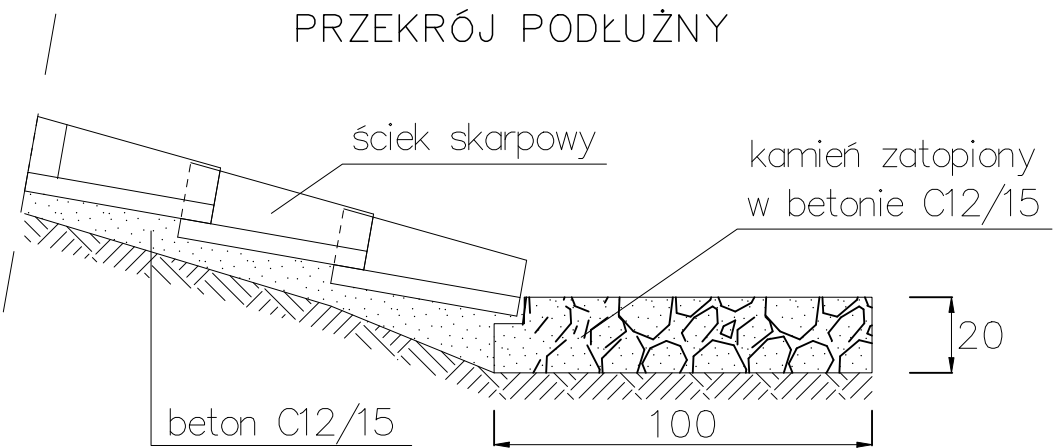 PRZEKRÓJ PODŁUŻNY
ściek skarpowy
kamień zatopiony
w betonie C12/15
20
beton C12/15
100